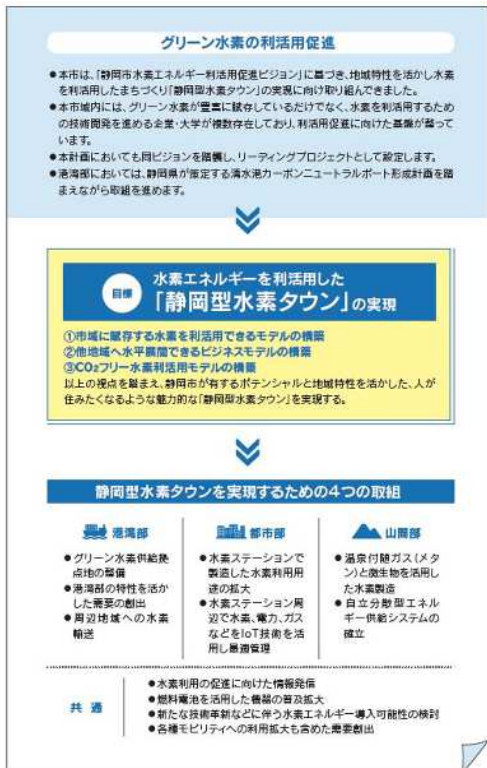 グリーン水素の利活用促進
●本市は、「静岡市水素エネルギー利活用促進ビジョン」に基づき、地域特性を活かし水素
を利活用したまちづくり「静岡型水素タウン」の実現に向け取り組んできました。
●本市域内には、グリーン水素が豊富に賦存しているだけでなく、水素を利活用するため
の技術開発を進める企業・大学が複数存在しており、利活用促進に向けた基盤が整って
います。
●本計画においても同ビジョンを踏襲し、リーディングプロジェクトとして設定します。
●港湾部においては、静岡県が策定する清水港カーボンニュートラルポート形成計画を踏
まえながら取組を進めます。
目標
水素エネルギーを利活用した
「静岡型水素タウン」の実現
①市域に賦存する水素を利活用できるモデルの構築
②他地域へ水平展開できるビジネスモデルの構築
③CO2フリー水素利活用モデルの構築
以上の視点を踏まえ、静岡市が有するポテンシャルと地域特性を活かした、人が
住みたくなるような魅力的な「静岡型水素タウン」を実現する。
静岡型水素タウンを実現するための4つの取組
港湾部
●グリーン水素供給拠
点地の整備
●港湾部の特性を活か
した需要の創出
●周辺地域への水素
輸送
都市部
●水素ステーションで
製造した水素利用用
途の拡大
●水素ステーション周
辺で水素、電力、ガス
などをIoT技術を活
用し最適管理
山間部
●温泉付随ガス(メタ
ン)と微生物を活用し
た水素製造
●自立分散型エネル
ギー供給システムの
確立
共通
●水素利用の促進に向けた情報発信
●燃料電池を活用した機器の普及拡大
●新たな技術革新などに伴う水素エネルギー導入可能性の検討
●各種モビリティへの利用拡大も含めた需要創出